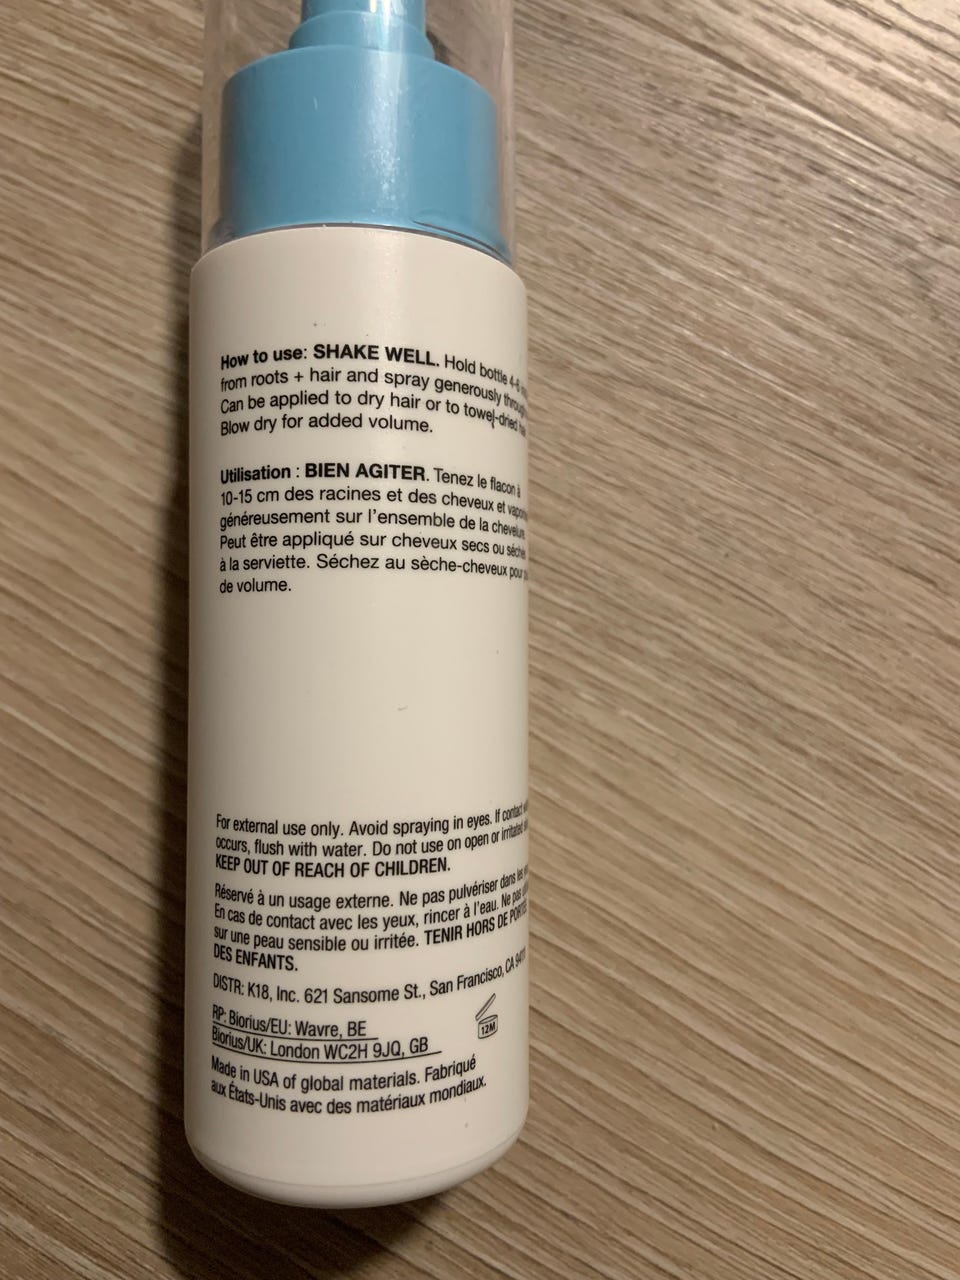 How to use: SHAKE WELL. Hold bottle 4-6
from roots + hair and spray generously
Can be applied to dry hair or to towel-dried
Blow dry for added volume.
Utilisation : BIEN AGITER. Tenez le flacon à
10-15 cm des racines et des cheveux et
généreusement sur l'ensemble de la chevelure.
Peut être appliqué sur cheveux secs ou séchés
à la serviette. Séchez au sèche-cheveux pour
de volume.
For external use only. Avoid spraying in eyes. If contact
occurs, flush with water. Do not use on open or irritated
KEEP OUT OF REACH OF CHILDREN.
Réservé à un usage externe. Ne pas pulvériser dans les
En cas de contact avec les yeux, rincer à l'eau. Ne pas
sur une peau sensible ou irritée. TENIR HORS DE PORTÉE
DES ENFANTS.
DISTR: K18, Inc. 621 Sansome St., San Francisco, CA
RP: Biorius/EU: Wavre, BE
Biorius/UK: London WC2H 9JQ, GB
12M
Made in USA of global materials. Fabriqué
aux États-Unis avec des matériaux mondiaux.